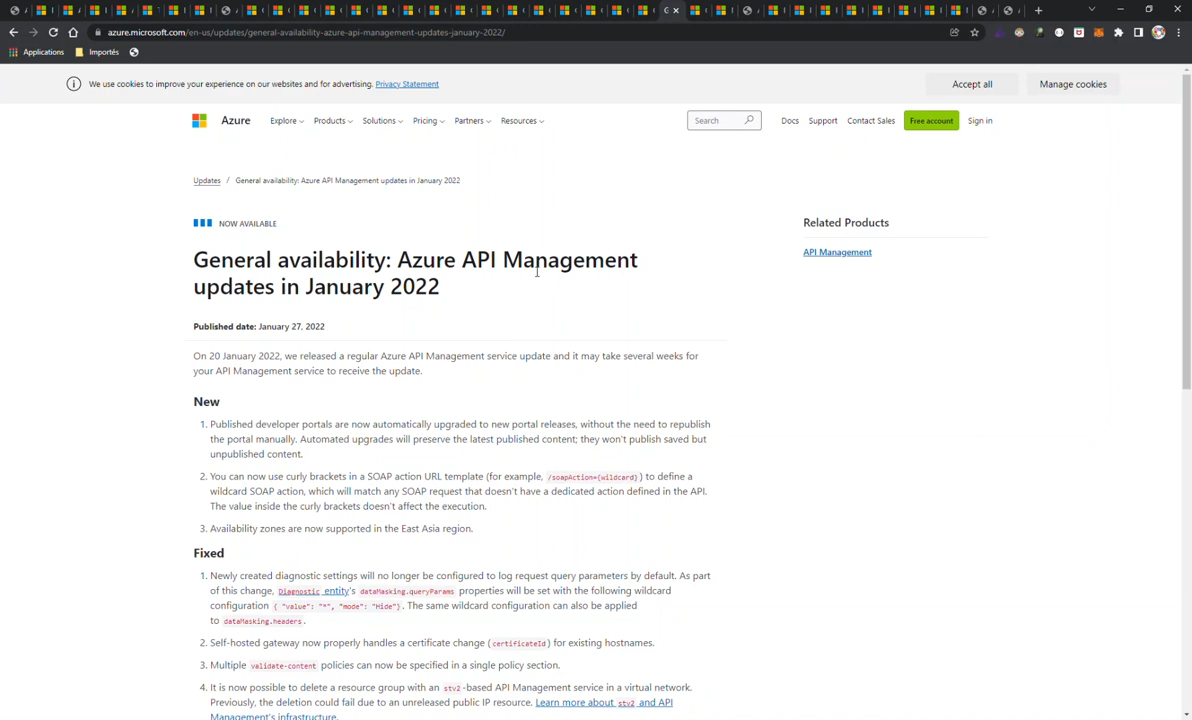 azure.microsoft.com/en-us/updates/general-availability-azure-api-management-updates-january-2022/
Applications
Importés
We use cookies to improve your experience on our websites and for advertising. Privacy Statement
Accept all
Manage cookies
Azure
Explore
Products
Solutions
Pricing
Partners
Resources
Search
Docs
Support
Contact Sales
Free account
Sign in
Updates / General availability: Azure API Management updates in January 2022
NOW AVAILABLE
Related Products
API Management
General availability: Azure API Management
updates in January 2022
Published date: January 27, 2022
On 20 January 2022, we released a regular Azure API Management service update and it may take several weeks for
your API Management service to receive the update.
New
1. Published developer portals are now automatically upgraded to new portal releases, without the need to republish
the portal manually. Automated upgrades will preserve the latest published content; they won't publish saved but
unpublished content.
2. You can now use curly brackets in a SOAP action URL template (for example, /soapAction={wildcard}) to define a
wildcard SOAP action, which will match any SOAP request that doesn't have a dedicated action defined in the API.
The value inside the curly brackets doesn't affect the execution.
3. Availability zones are now supported in the East Asia region.
Fixed
1. Newly created diagnostic settings will no longer be configured to log request query parameters by default. As part
of this change, Diagnostic entity's dataMasking.queryParams properties will be set with the following wildcard
configuration { "value": "*", "mode": "Hide"}. The same wildcard configuration can also be applied
to dataMasking.headers.
2. Self-hosted gateway now properly handles a certificate change (certificateId) for existing hostnames.
3. Multiple validate-content policies can now be specified in a single policy section.
4. It is now possible to delete a resource group with an stv2-based API Management service in a virtual network.
Previously, the deletion could fail due to an unreleased public IP resource. Learn more about stv2 and API
Management's infrastructure.